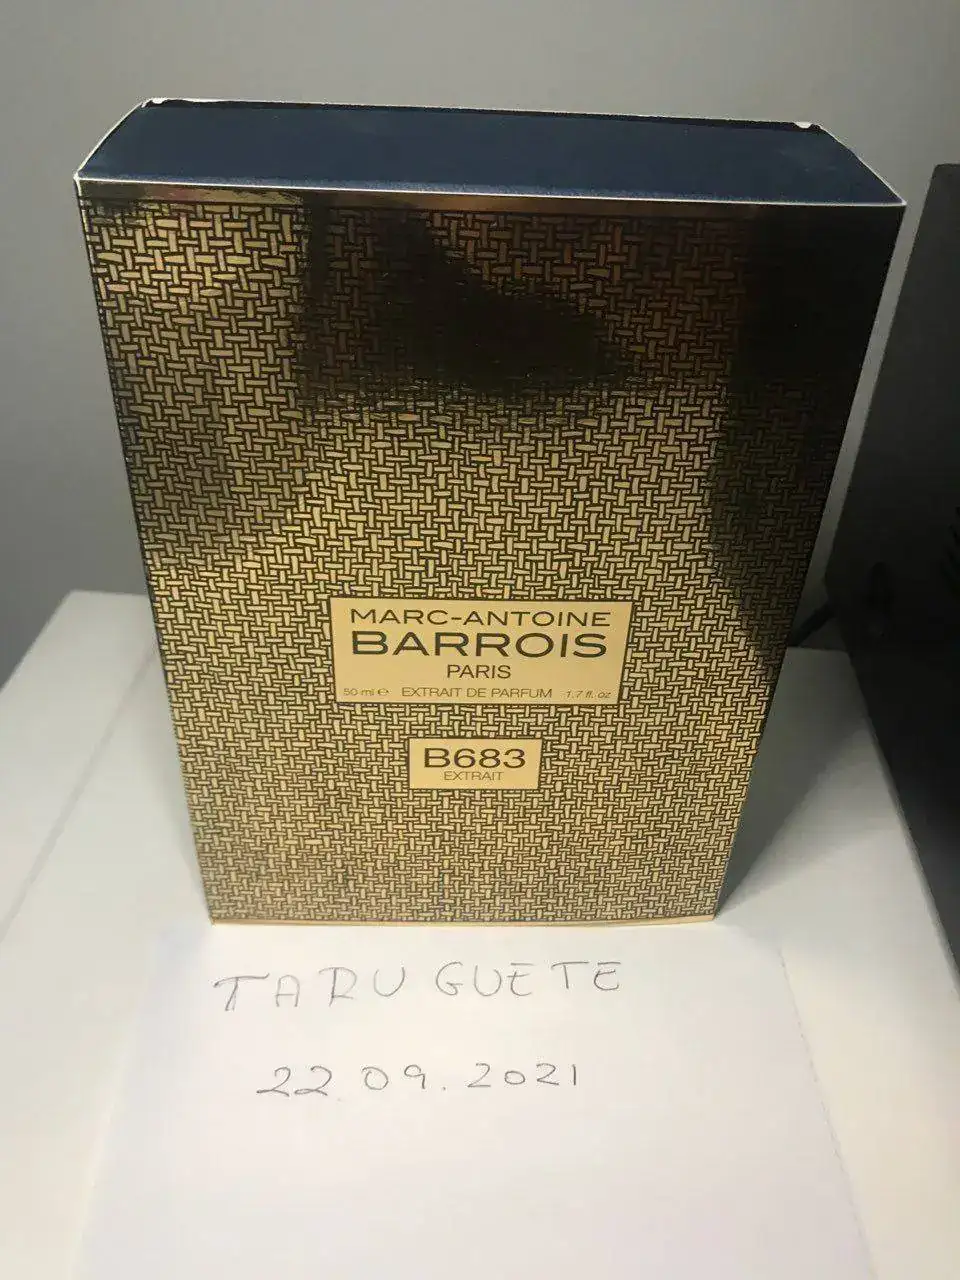 MARC-ANTOINE
BARROIS
PARIS
50 ml ℮ EXTRAIT DE PARFUM 1.7 fl. oz
B683
EXTRAIT
TARUGUETE
22.09.2021